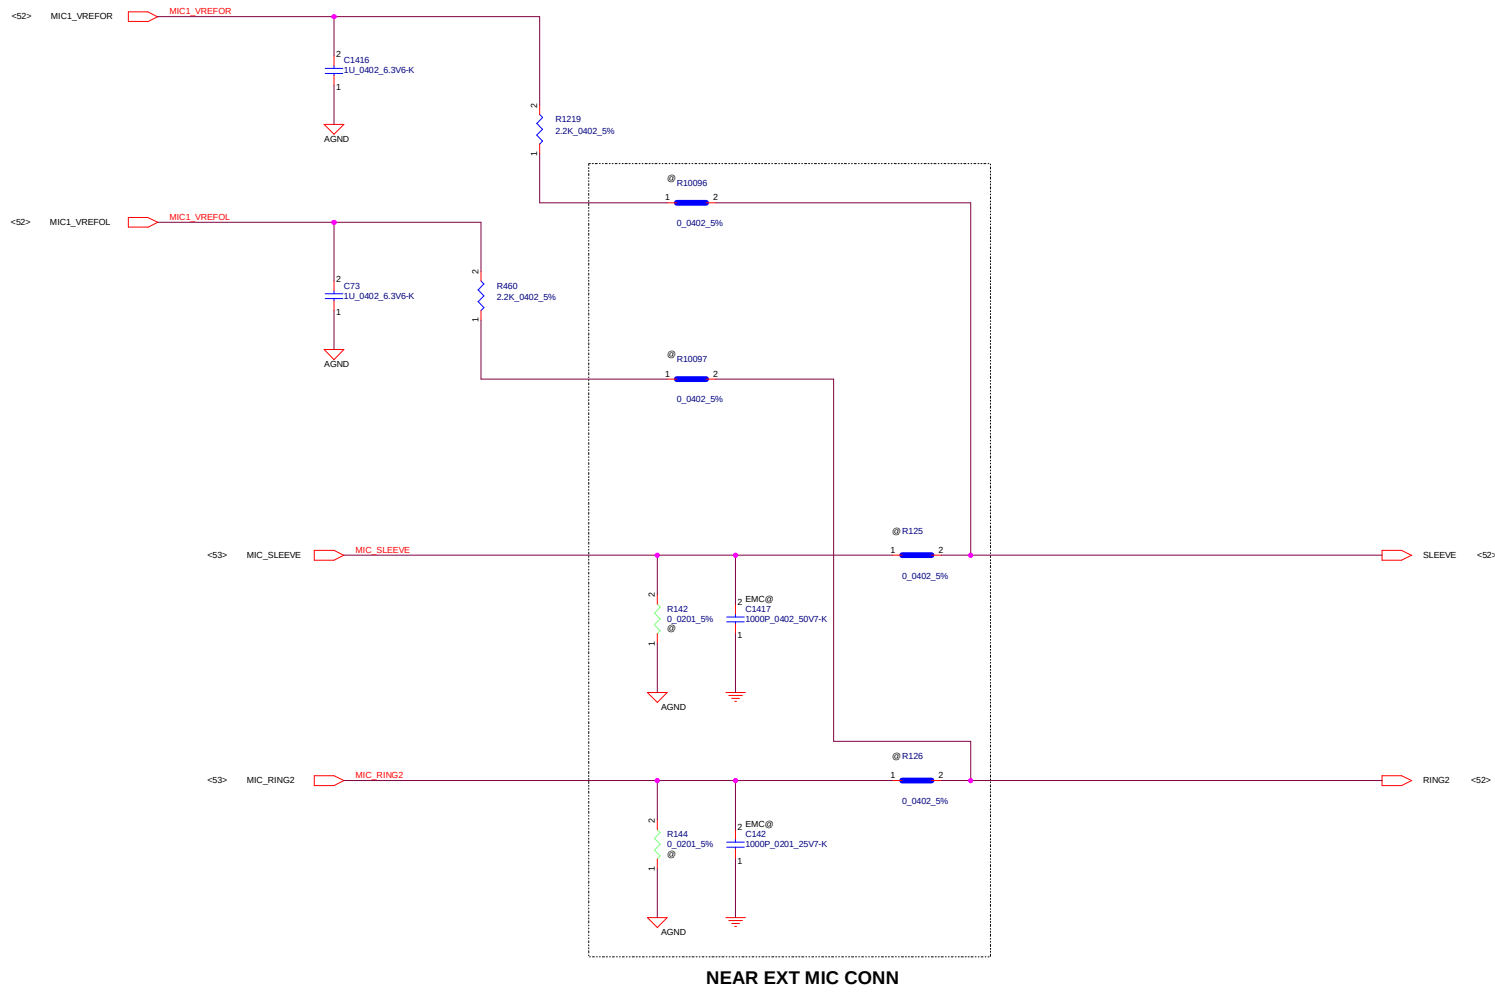 <52> MIC1_VREFOR MIC1_VREFOR
2 C1416
1U_0402_6.3V6-K
1
AGND
2
R1219
2.2K_0402_5%
1
@
R10096
1 2
0_0402_5%
<52> MIC1_VREFOL MIC1_VREFOL
2 C73
1U_0402_6.3V6-K
1
AGND
2
R460
2.2K_0402_5%
1
@
R10097
1 2
0_0402_5%
@ R125
<53> MIC_SLEEVE MIC_SLEEVE 1 2 SLEEVE <52>
0_0402_5%
2
R142
0_0201_5%
@
1
AGND
2 EMC@
C1417
1000P_0402_50V7-K
1
@ R126
<53> MIC_RING2 MIC_RING2 1 2 RING2 <52>
0_0402_5%
2
R144
0_0201_5%
@
1
AGND
2 EMC@
C142
1000P_0201_25V7-K
1
NEAR EXT MIC CONN